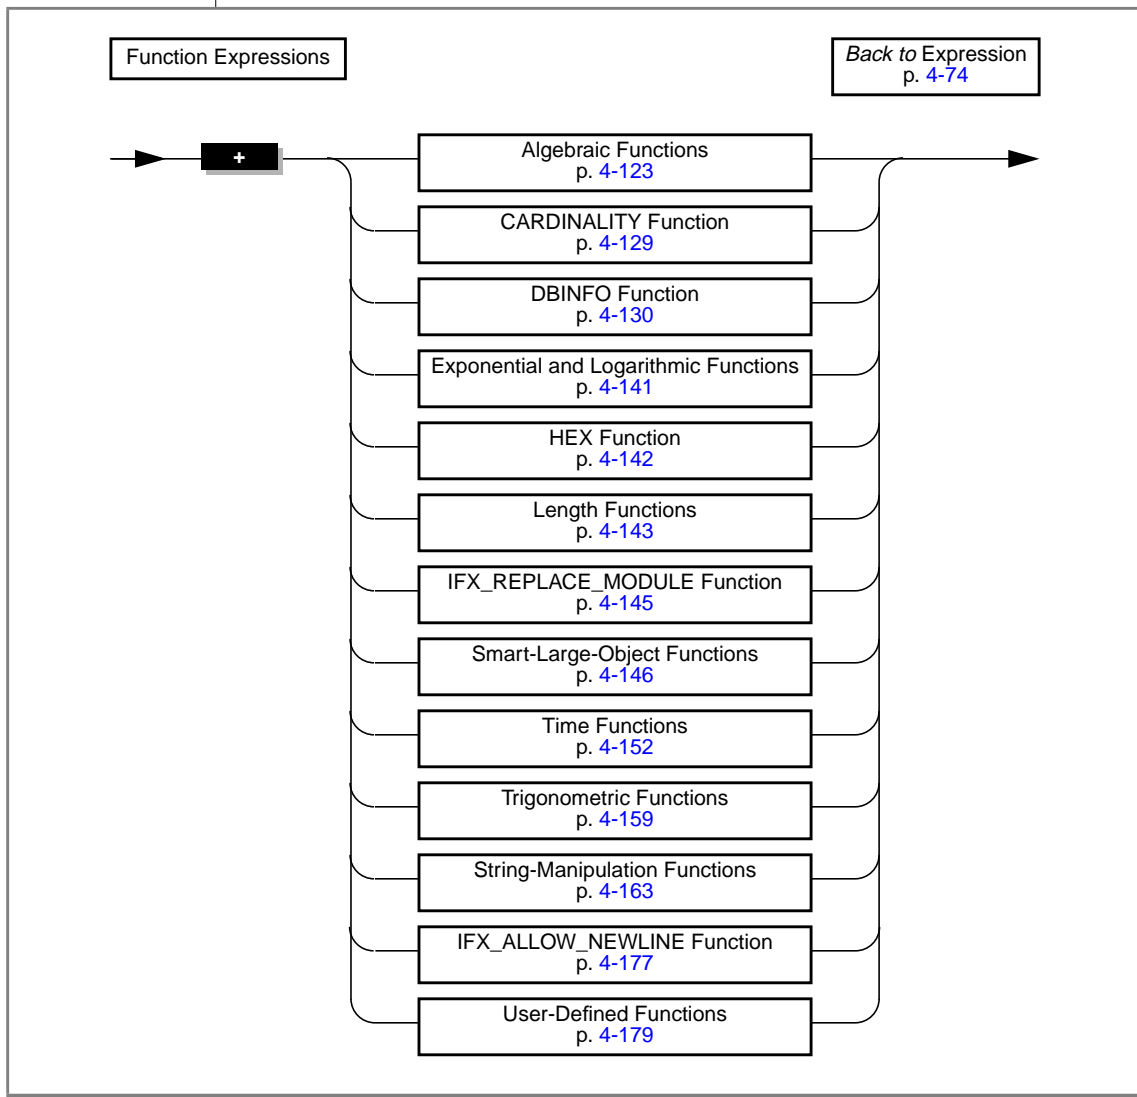 Function Expressions
Back to Expression
p. 4-74
+
Algebraic Functions
p. 4-123
CARDINALITY Function
p. 4-129
DBINFO Function
p. 4-130
Exponential and Logarithmic Functions
p. 4-141
HEX Function
p. 4-142
Length Functions
p. 4-143
IFX_REPLACE_MODULE Function
p. 4-145
Smart-Large-Object Functions
p. 4-146
Time Functions
p. 4-152
Trigonometric Functions
p. 4-159
String-Manipulation Functions
p. 4-163
IFX_ALLOW_NEWLINE Function
p. 4-177
User-Defined Functions
p. 4-179